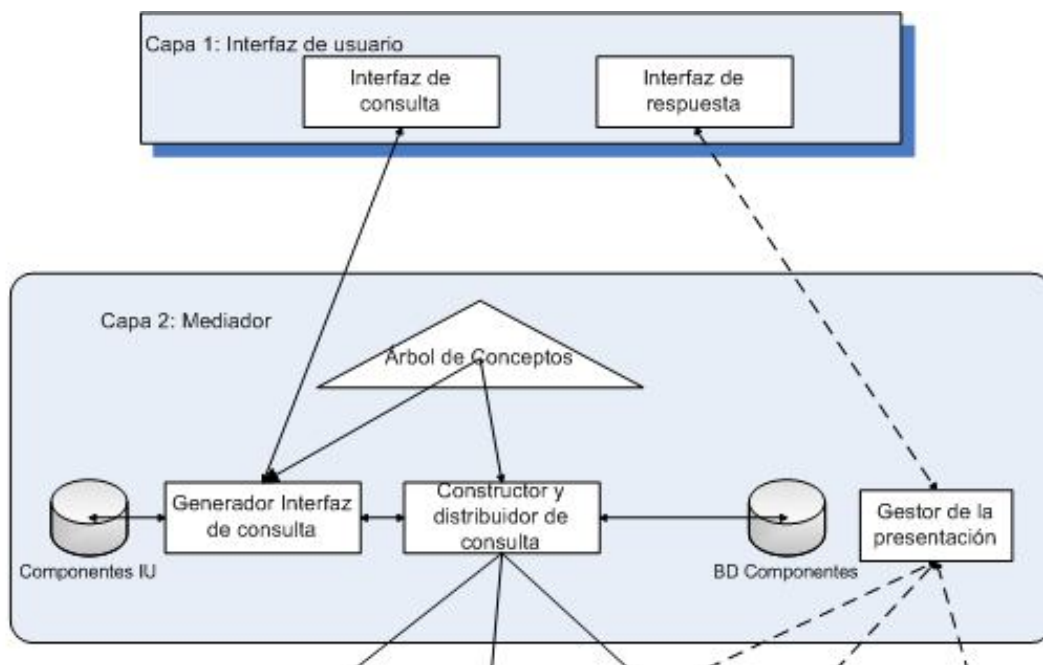 Capa 1: Interfaz de usuario
Interfaz de
consulta
Interfaz de
respuesta
Capa 2: Mediador
Árbol de Conceptos
Componentes IU
Generador Interfaz
de consulta
Constructor y
distribuidor de
consulta
BD Componentes
Gestor de la
presentación